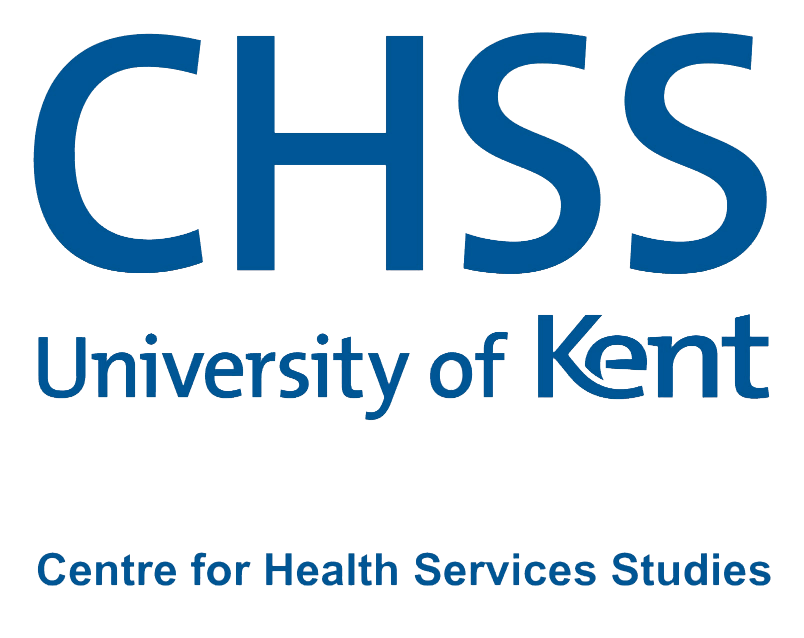 CHSS
University of Kent
Centre for Health Services Studies